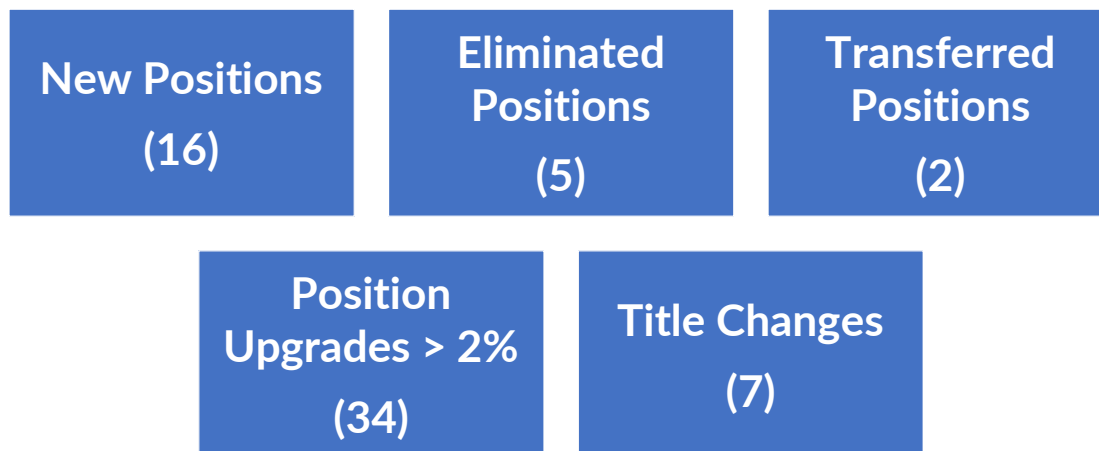 New Positions
(16)
Eliminated
Positions
(5)
Transferred
Positions
(2)
Position
Upgrades > 2%
(34)
Title Changes
(7)